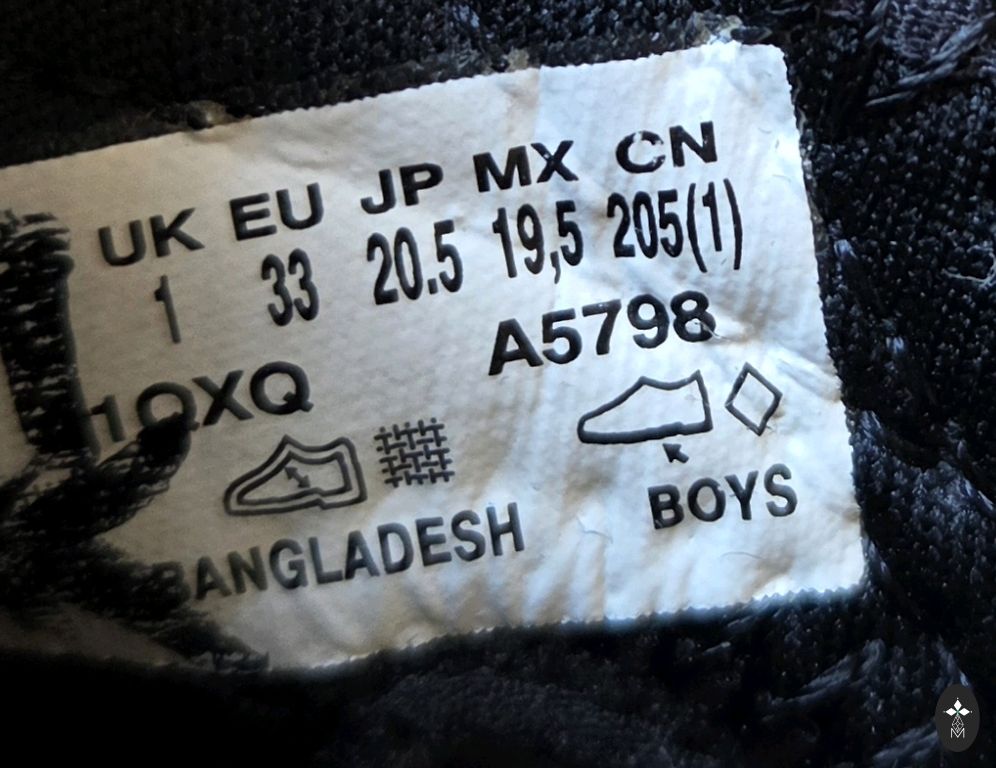 UK EU JP MX CN
1 33 20.5 19,5 205(1)
A5798
1QXQ
BANGLADESH
BOYS
M